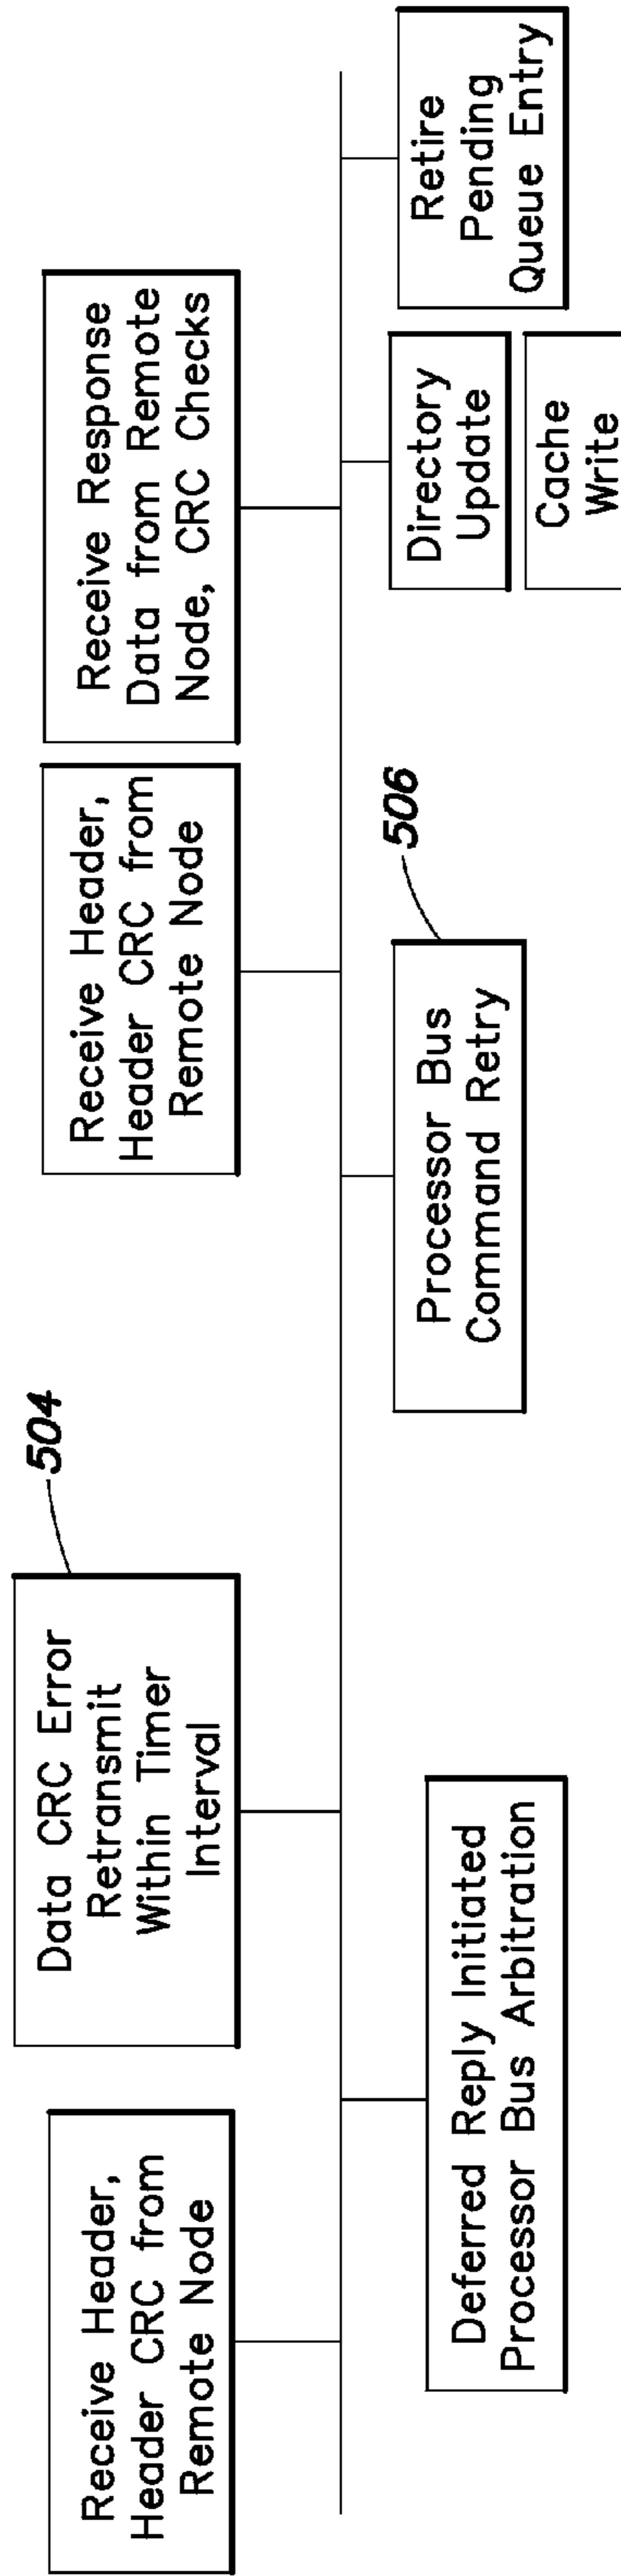 Receive Header,
Header CRC from
Remote Node
504
Data CRC Error
Retransmit
Within Timer
Interval
Receive Header,
Header CRC from
Remote Node
Receive Response
Data from Remote
Node, CRC Checks
Deferred Reply Initiated
Processor Bus Arbitration
506
Processor Bus
Command Retry
Directory
Update
Cache
Write
Retire
Pending
Queue Entry